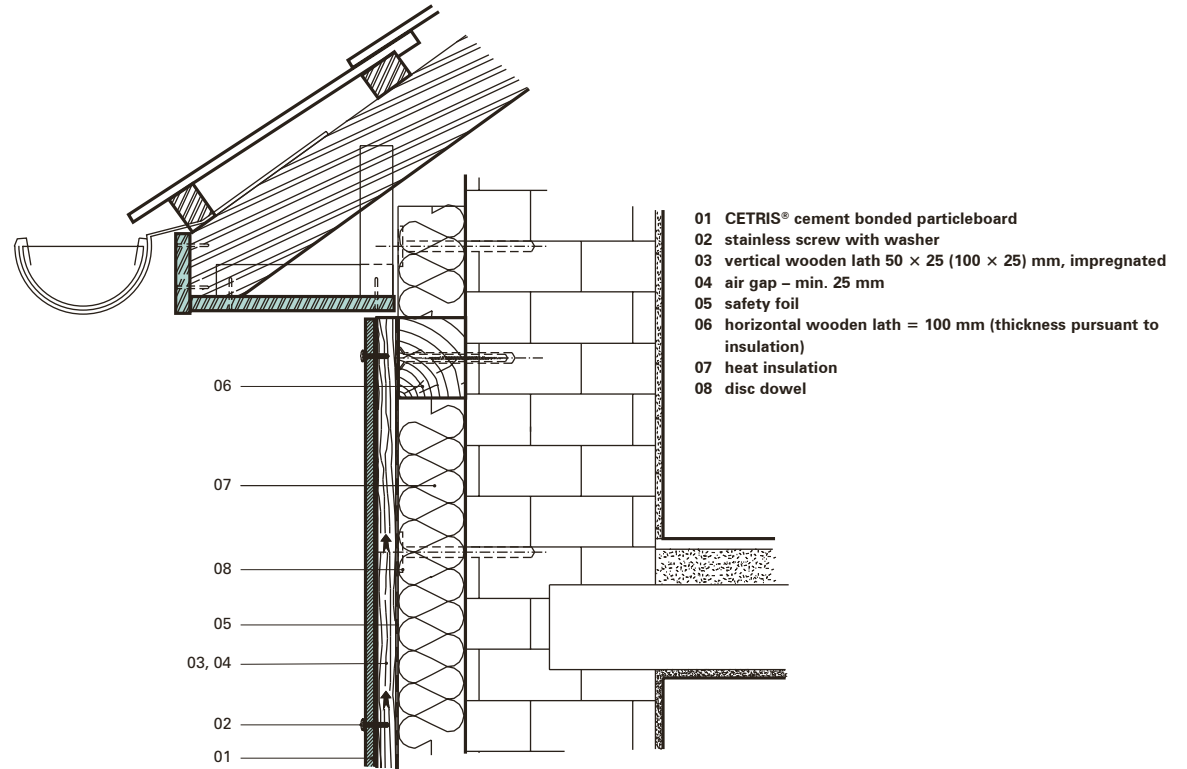 01 CETRIS® cement bonded particleboard
02 stainless screw with washer
03 vertical wooden lath 50 × 25 (100 × 25) mm, impregnated
04 air gap – min. 25 mm
05 safety foil
06 horizontal wooden lath = 100 mm (thickness pursuant to
insulation)
07 heat insulation
08 disc dowel
06
07
08
05
03, 04
02
01